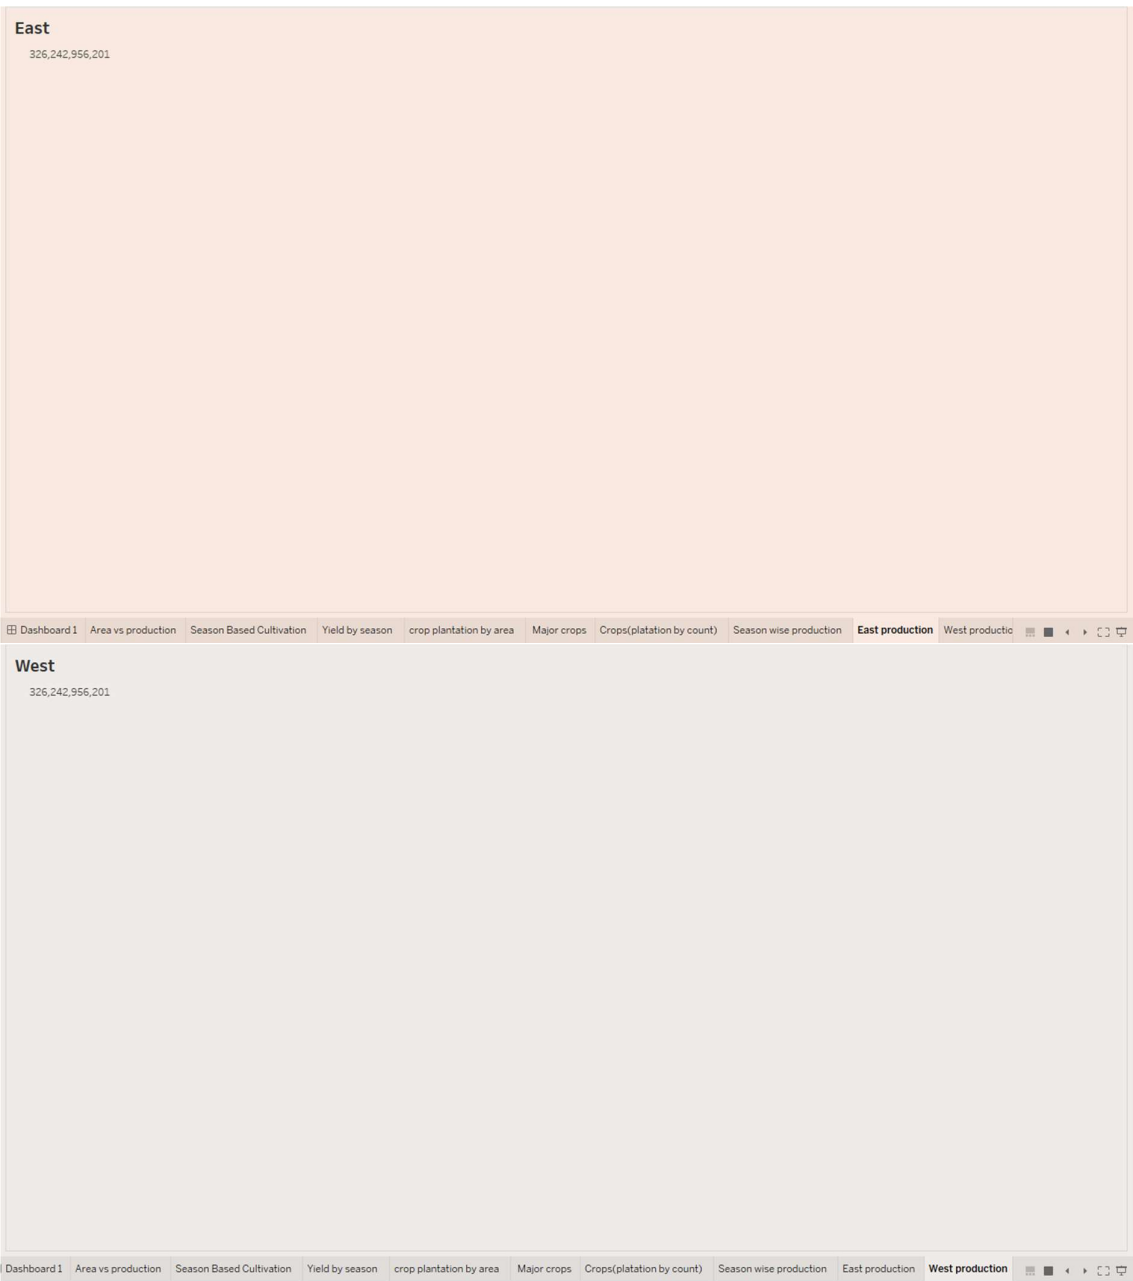 East
326,242,956,201
Dashboard 1 Area vs production Season Based Cultivation Yield by season crop plantation by area Major crops Crops(platation by count) Season wise production East production West productio
West
326,242,956,201
Dashboard 1 Area vs production Season Based Cultivation Yield by season crop plantation by area Major crops Crops(platation by count) Season wise production East production West production